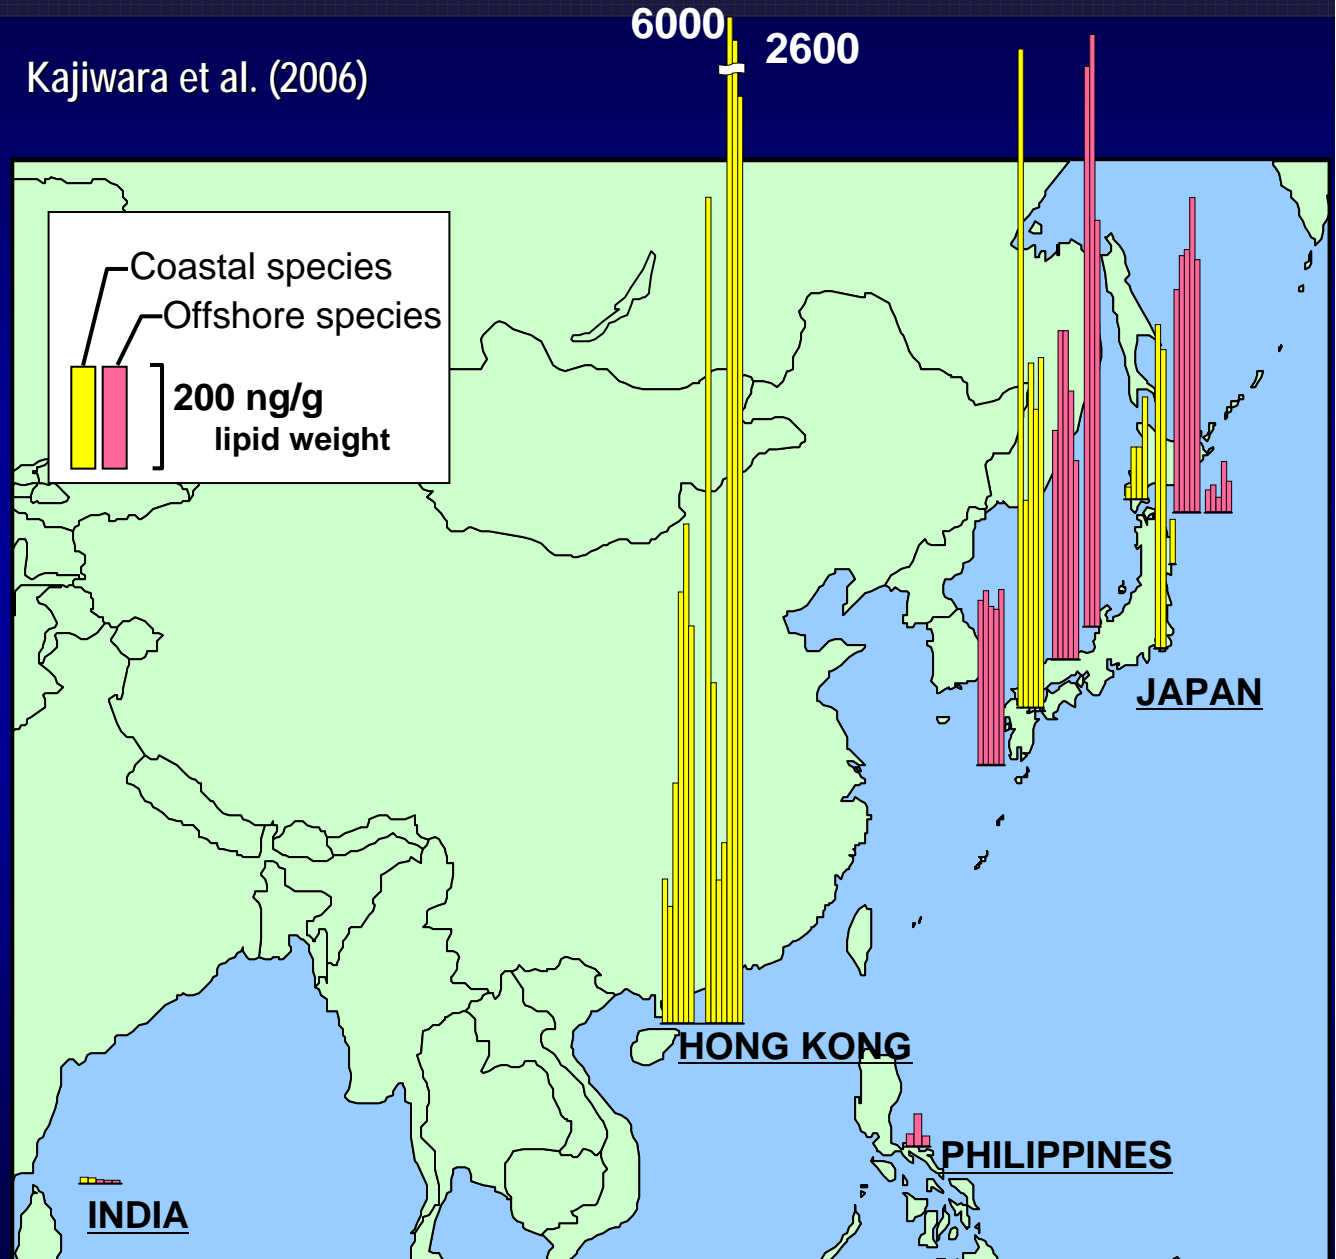 6000
2600
Kajiwara et al. (2006)
Coastal species
Offshore species
200 ng/g
lipid weight
JAPAN
HONG KONG
PHILIPPINES
INDIA